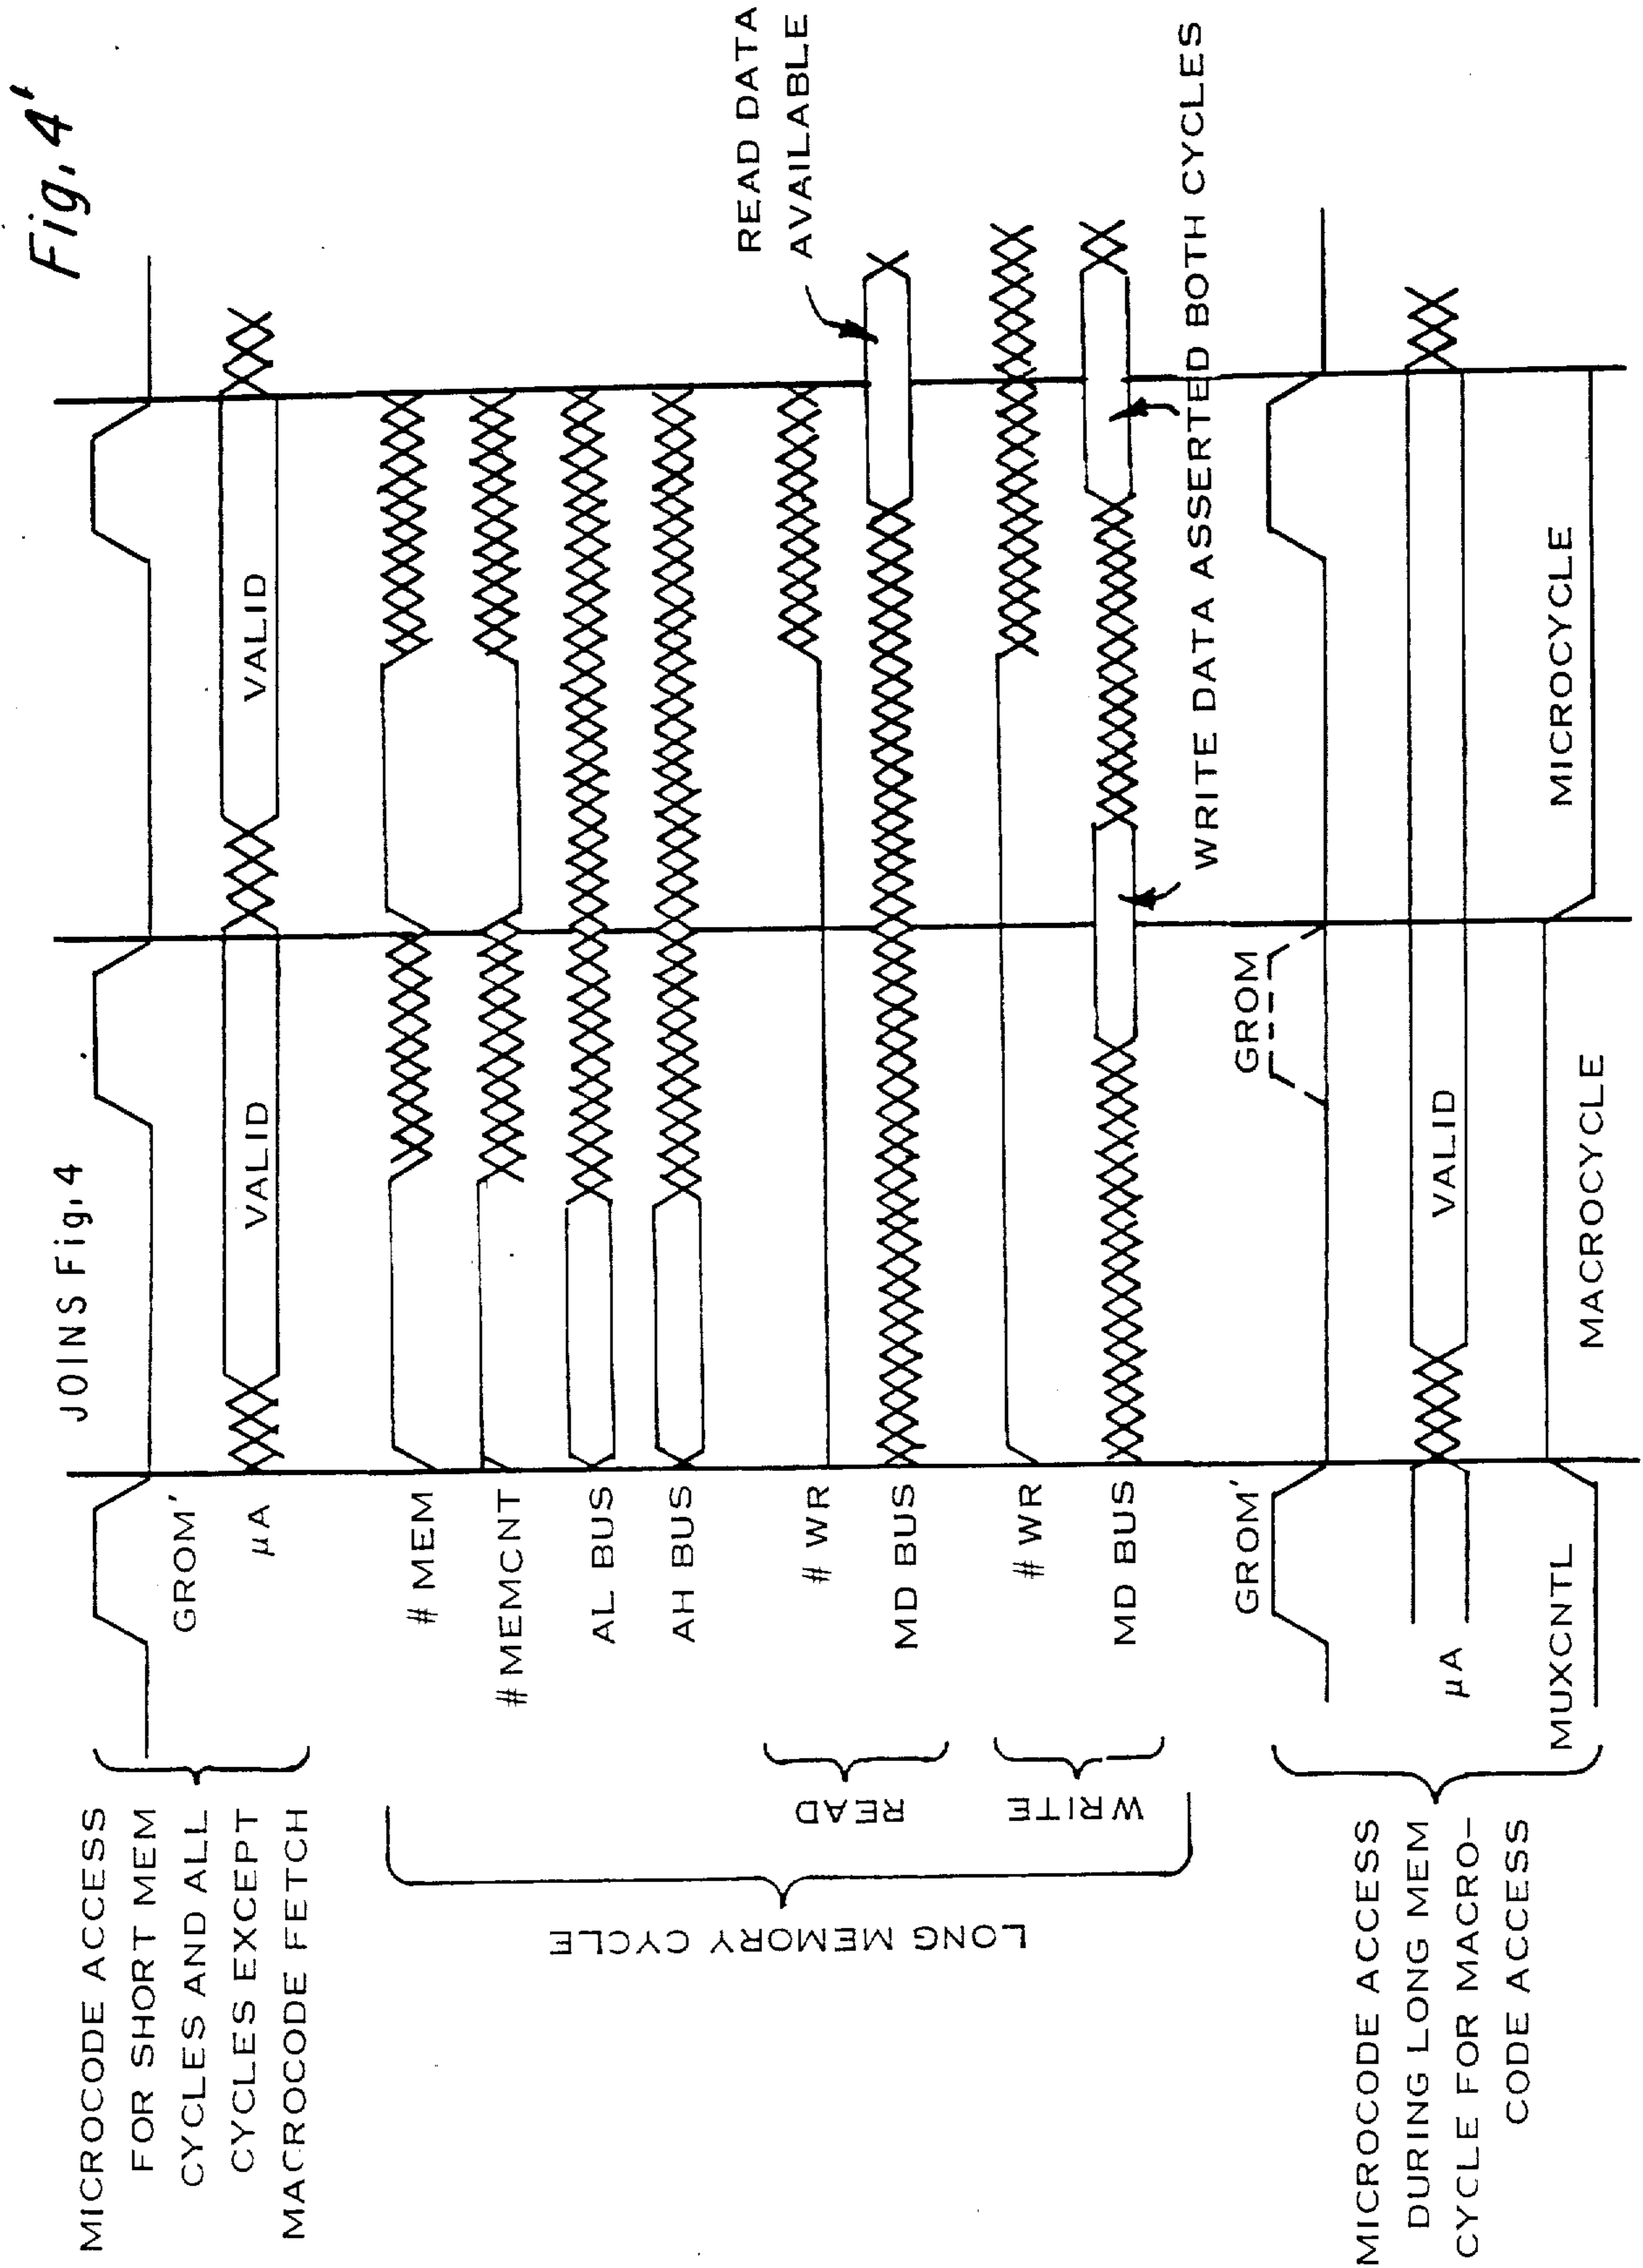 Fig. 4'
JOINS Fig. 4
MICROCODE ACCESS
FOR SHORT MEM
CYCLES AND ALL
CYCLES EXCEPT
MACROCODE FETCH
GROM'
μA
VALID
VALID
LONG MEMORY CYCLE
# MEM
# MEMCNT
AL BUS
AH BUS
READ
# WR
MD BUS
READ DATA
AVAILABLE
WRITE
# WR
MD BUS
WRITE DATA ASSERTED BOTH CYCLES
MICROCODE ACCESS
DURING LONG MEM
CYCLE FOR MACRO-
CODE ACCESS
GROM'
GROM
μA
VALID
MUXCNTL
MACROCYCLE
MICROCYCLE